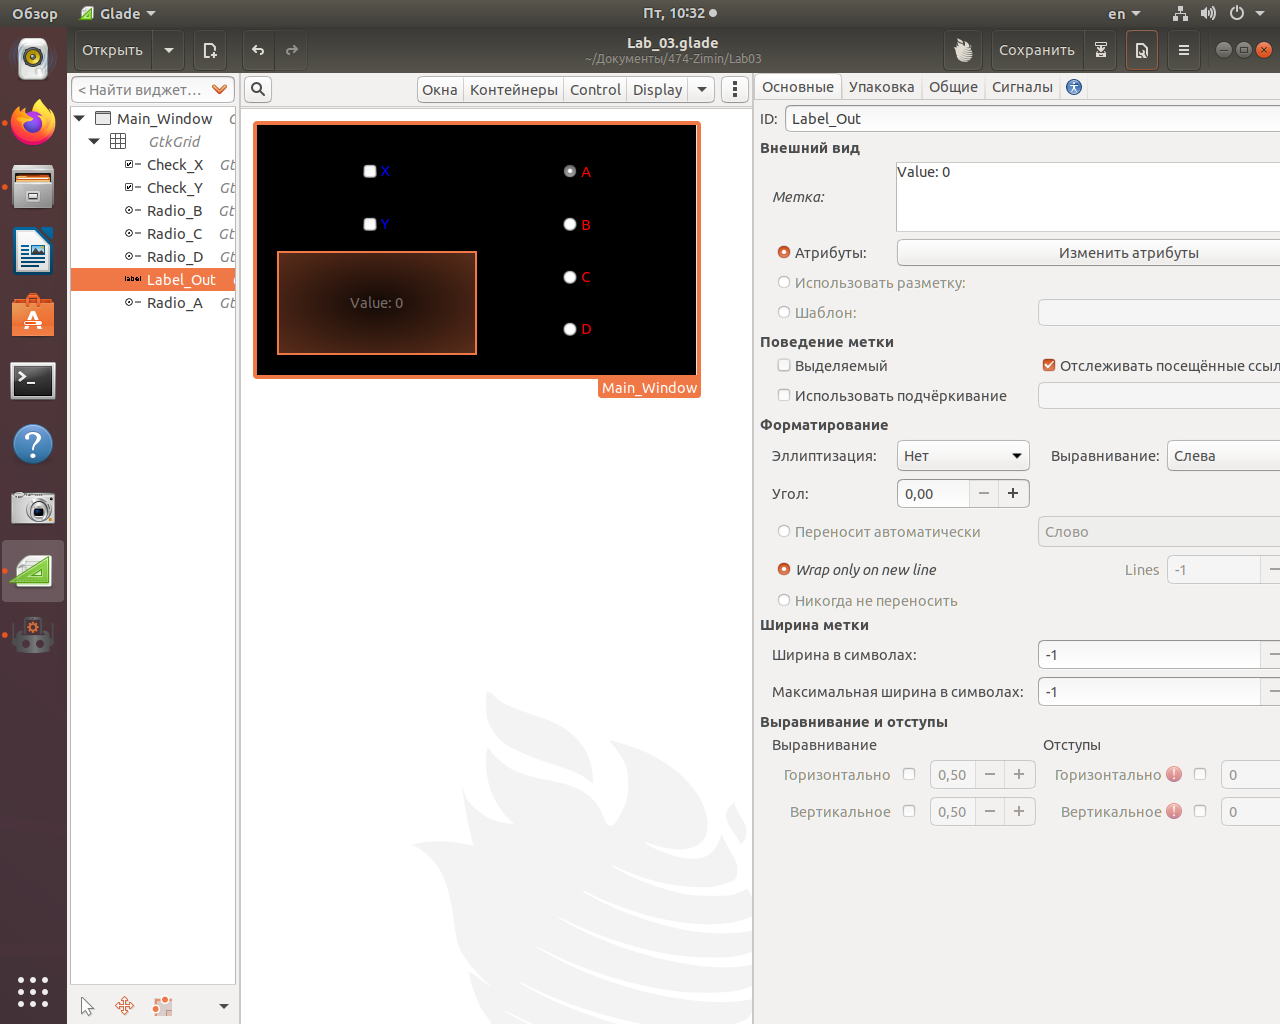 Обзор Glade Пт, 10:32 en
Открыть Lab_03.glade Сохранить
~/Документы/474-Zimin/Lab03
< Найти виджет… Окна Контейнеры Control Display Основные Упаковка Общие Сигналы
Main_Window
GtkGrid
Check_X Gt
Check_Y Gt
Radio_B Gt
Radio_C Gt
Radio_D Gt
Label_Out
Radio_A Gt
X A
Y B
C
Value: 0
D
Main_Window
ID: Label_Out
Внешний вид
Метка: Value: 0
Атрибуты: Изменить атрибуты
Использовать разметку:
Шаблон:
Поведение метки
Выделяемый Отслеживать посещённые ссыл
Использовать подчёркивание
Форматирование
Эллиптизация: Нет Выравнивание: Слева
Угол: 0,00 − +
Переносит автоматически Слово
Wrap only on new line Lines -1 −
Никогда не переносить
Ширина метки
Ширина в символах: -1 −
Максимальная ширина в символах: -1 −
Выравнивание и отступы
Выравнивание Отступы
Горизонтально 0,50 − + Горизонтально ! 0
Вертикальное 0,50 − + Вертикальное ! 0